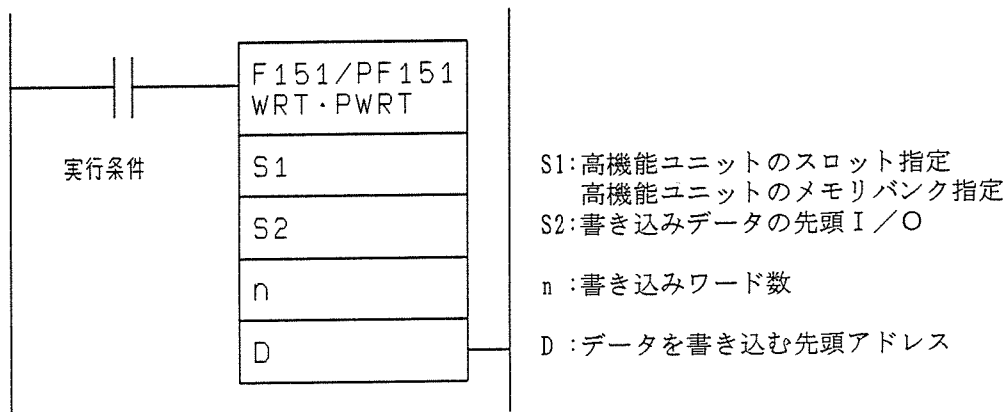 F151/PF151
WRT・PWRT
実行条件
S1
S2
n
D
S1:高機能ユニットのスロット指定
高機能ユニットのメモリバンク指定
S2:書き込みデータの先頭I/O
n:書き込みワード数
D:データを書き込む先頭アドレス